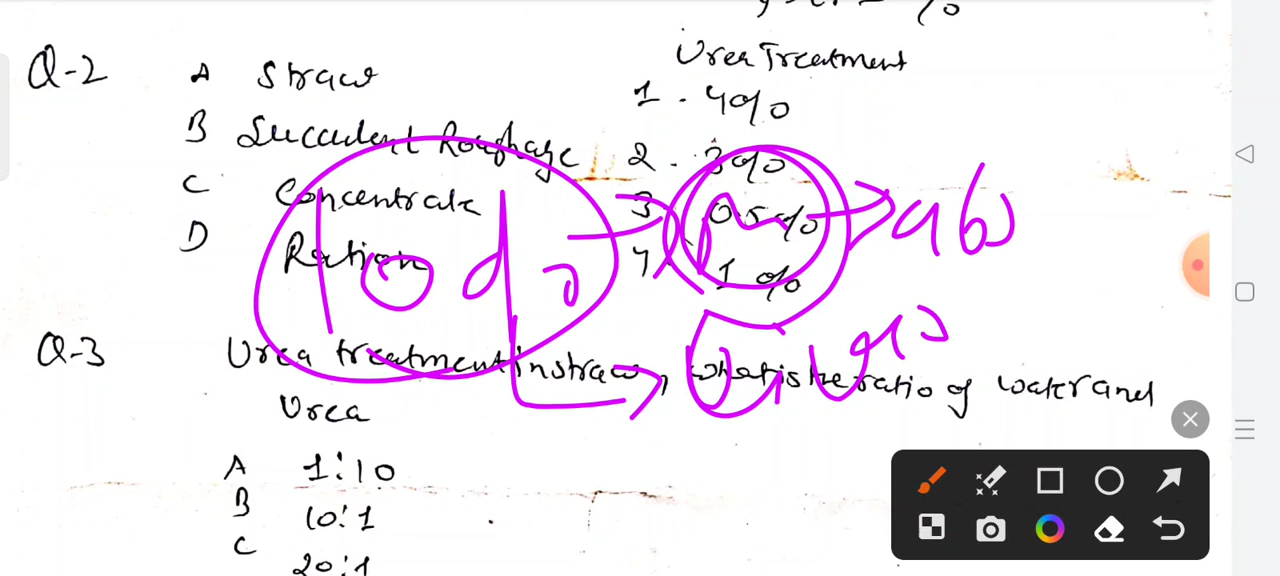 Urea Treatment
Q-2 A Straw 1. 4%
B Succulent Roughage 2. 3%
C Concentrate 3 0.5%
D Ration 4 1%
Q-3 Urea treatment in straw, what is the ratio of water and
Urea
A 1:10
B 10:1
C 20:1